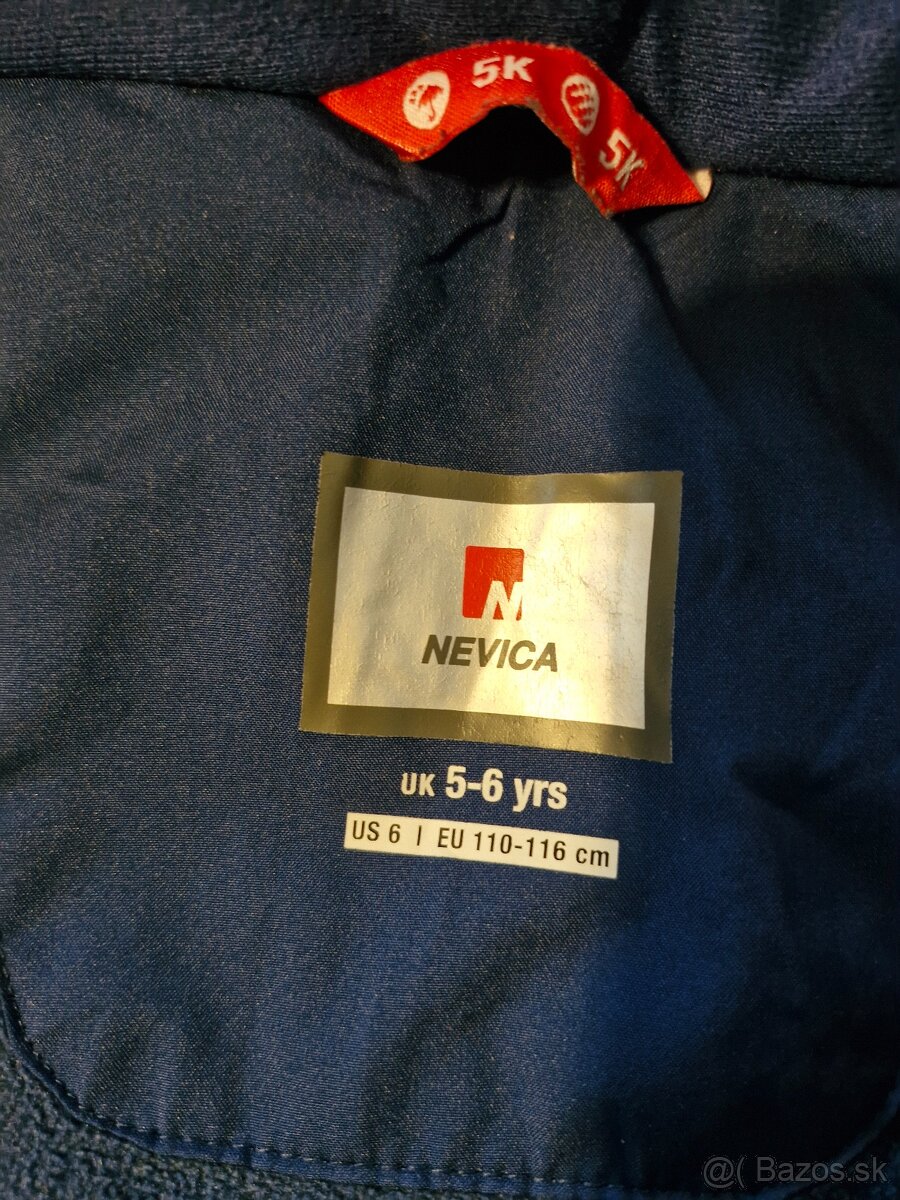 5K
5K
N
NEVICA
UK 5-6 yrs
US 6 | EU 110-116 cm
@( Bazos.sk